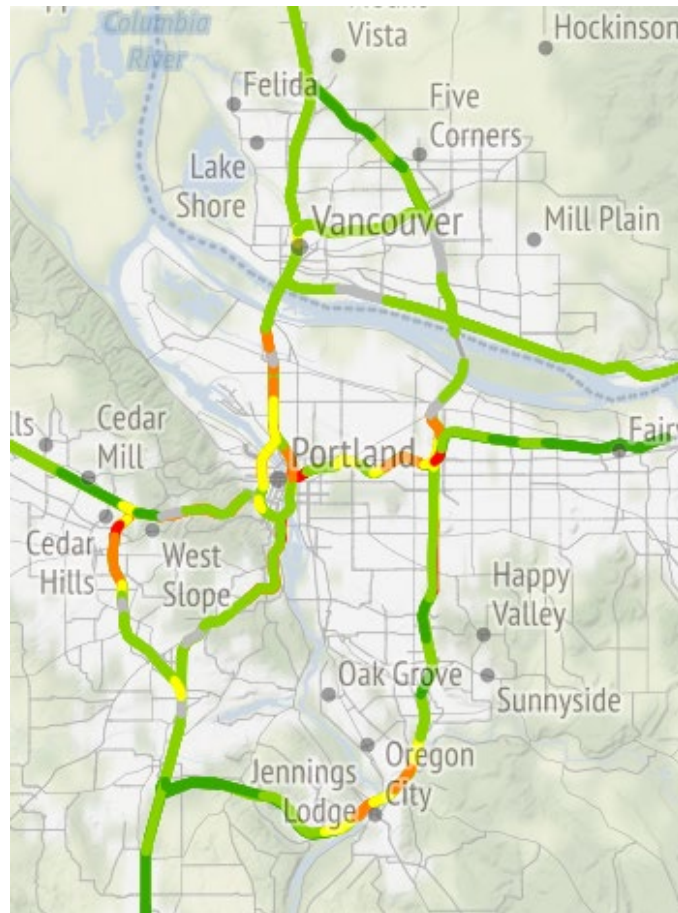 Vista
Hockinson
Columbia
River
Felida
Five
Corners
Lake
Shore
Vancouver
Mill Plain
Cedar
Mill
Portland
Cedar
Hills
West
Slope
Happy
Valley
Oak Grove
Sunnyside
Jennings
Lodge
Oregon
City